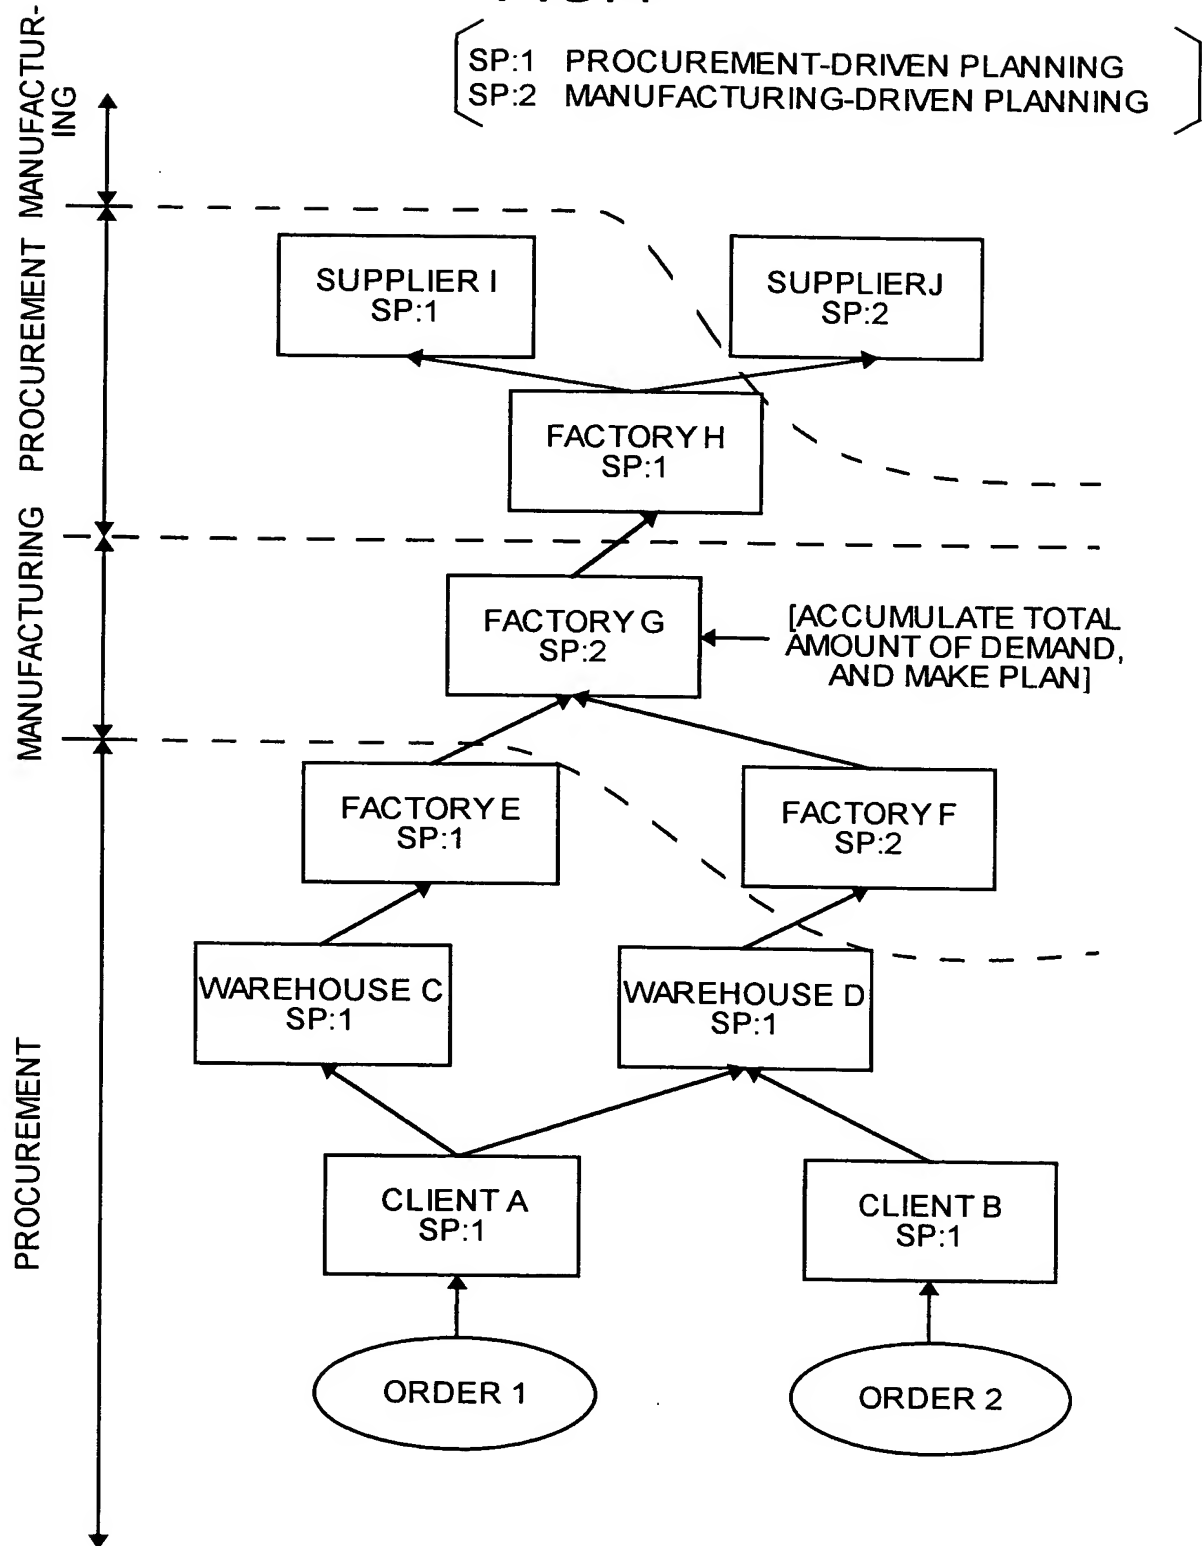 SP:1 PROCUREMENT-DRIVEN PLANNING
SP:2 MANUFACTURING-DRIVEN PLANNING
MANUFACTUR-
ING
PROCUREMENT
MANUFACTURING
PROCUREMENT
SUPPLIER I
SP:1
SUPPLIER J
SP:2
FACTORY H
SP:1
FACTORY G
SP:2
[ACCUMULATE TOTAL
AMOUNT OF DEMAND,
AND MAKE PLAN]
FACTORY E
SP:1
FACTORY F
SP:2
WAREHOUSE C
SP:1
WAREHOUSE D
SP:1
CLIENT A
SP:1
CLIENT B
SP:1
ORDER 1
ORDER 2